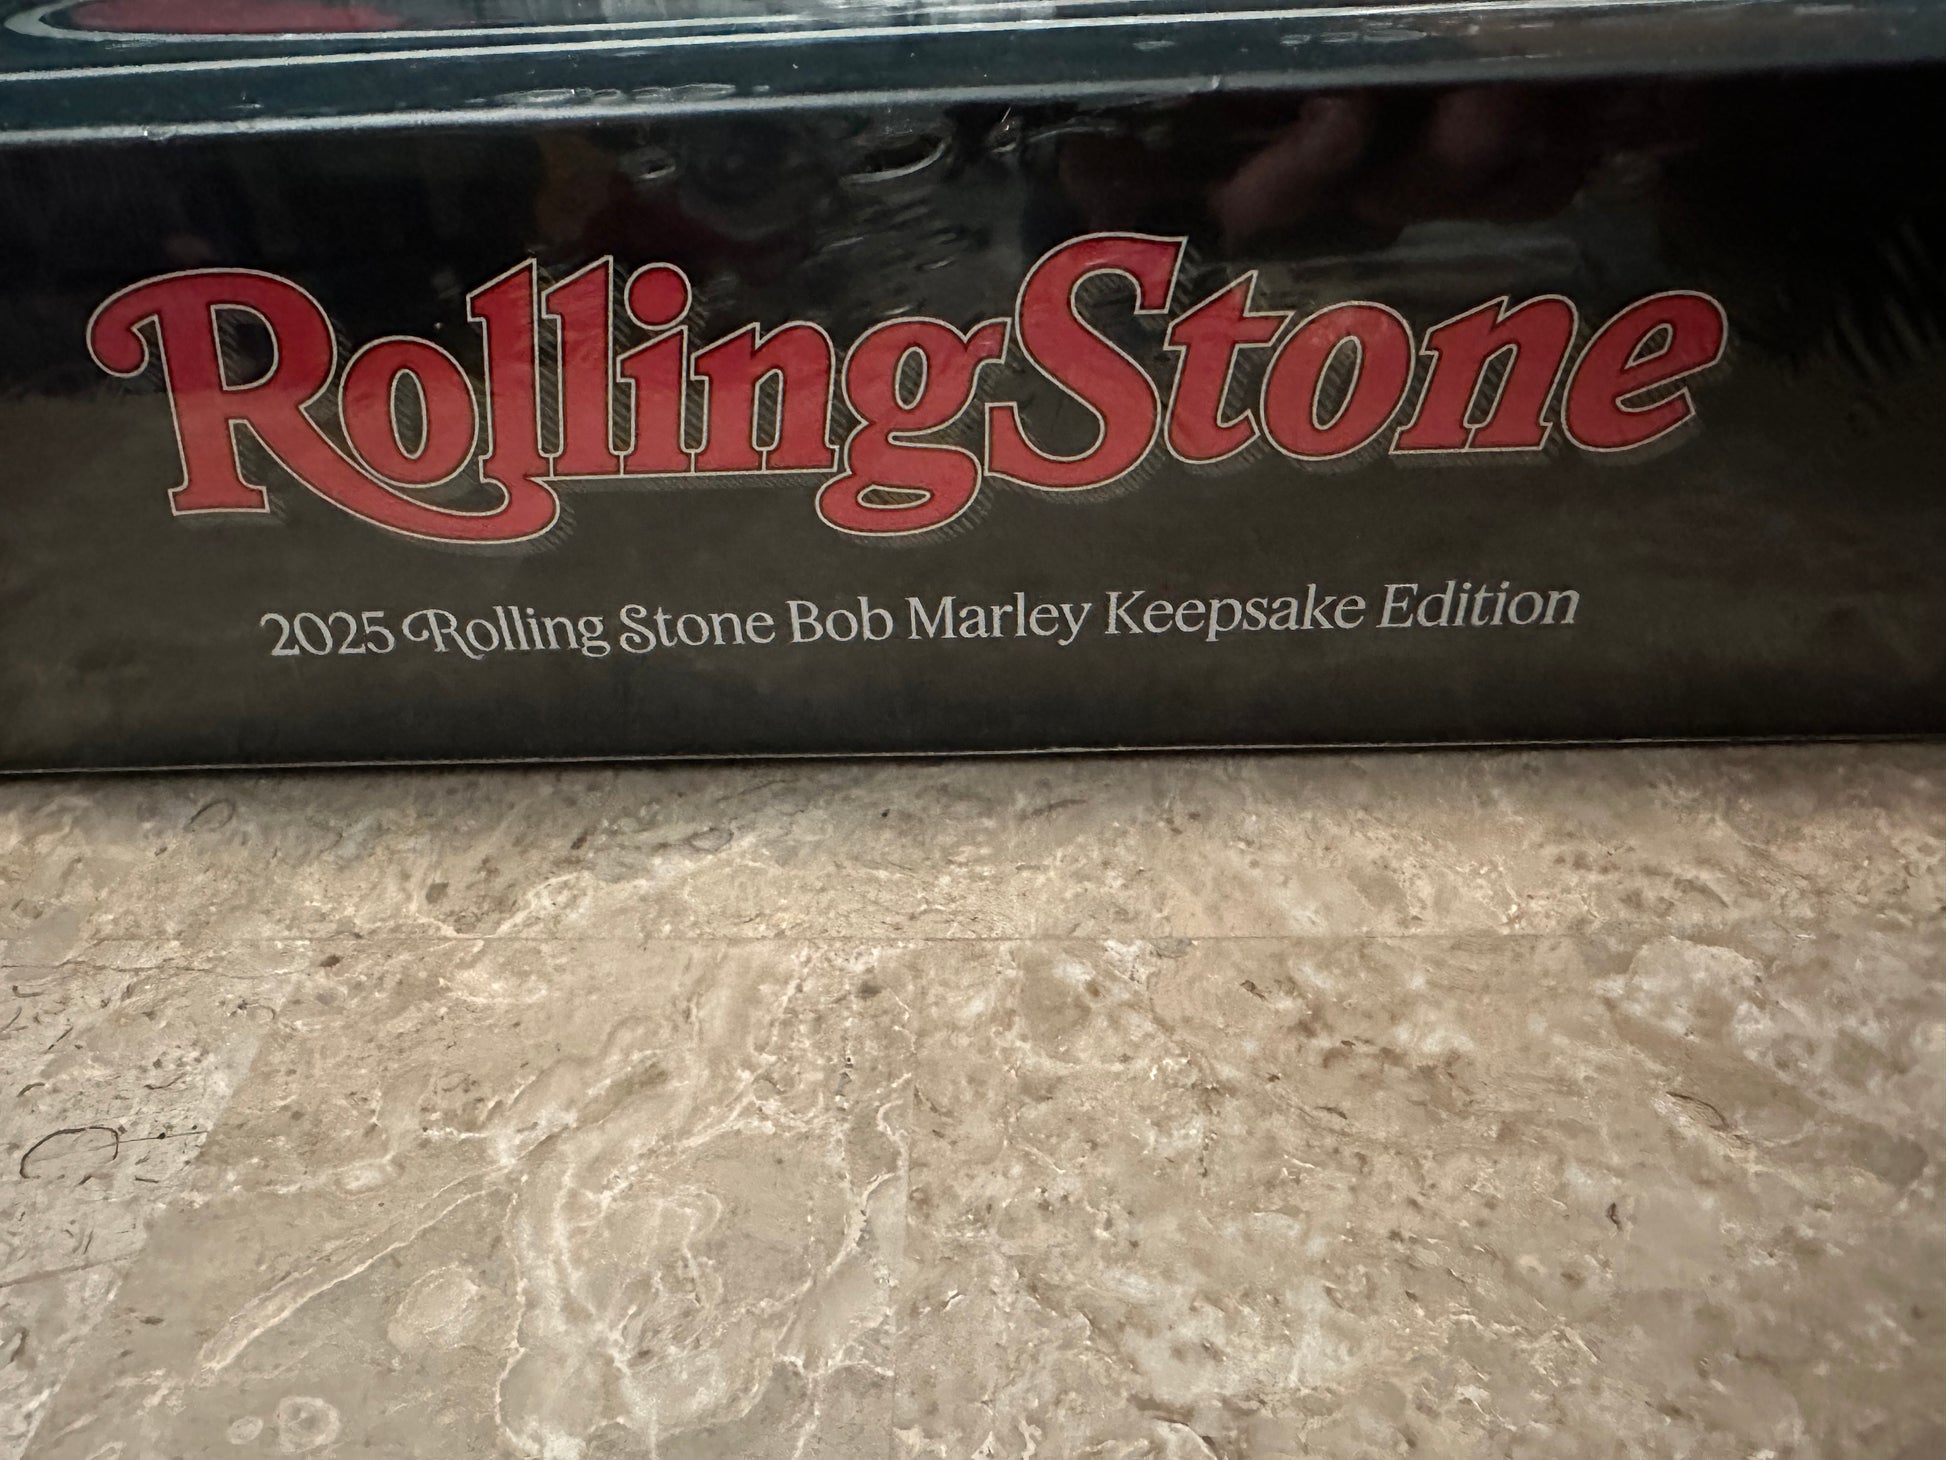 RollingStone
2025 Rolling Stone Bob Marley Keepsake Edition